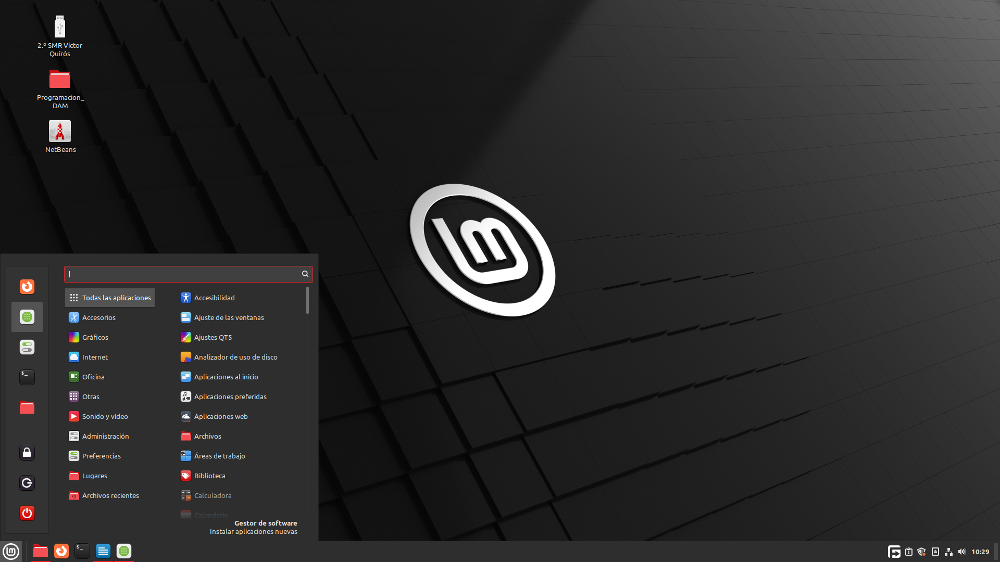 2.º SMR Víctor
Quirós
Programacion_
DAM
NetBeans
Todas las aplicaciones
Accesorios
Gráficos
Internet
Oficina
Otras
Sonido y vídeo
Administración
Preferencias
Lugares
Archivos recientes
Accesibilidad
Ajuste de las ventanas
Ajustes QT5
Analizador de uso de disco
Aplicaciones al inicio
Aplicaciones preferidas
Aplicaciones web
Archivos
Áreas de trabajo
Biblioteca
Calculadora
Calendario
Gestor de software
Instalar aplicaciones nuevas
10:29